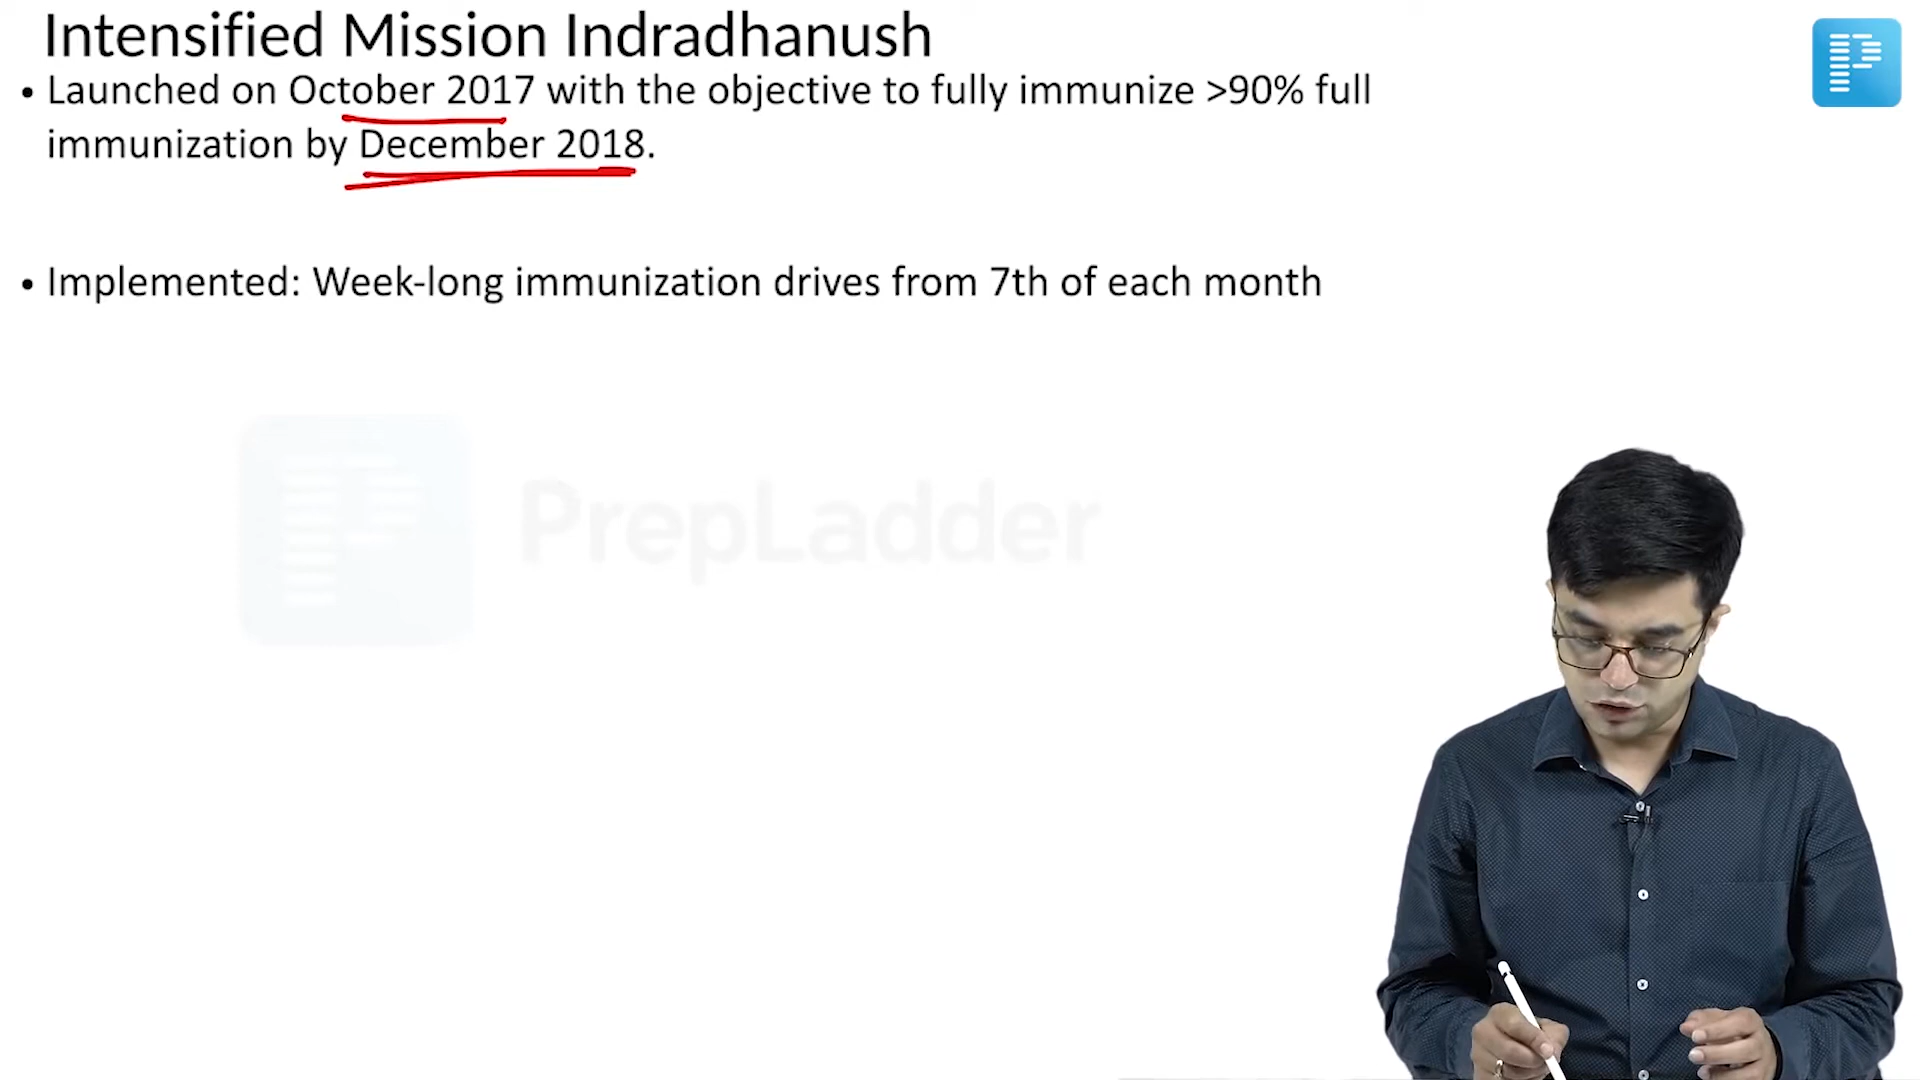 Intensified Mission Indradhanush
• Launched on October 2017 with the objective to fully immunize >90% full
immunization by December 2018.
• Implemented: Week-long immunization drives from 7th of each month
PrepLadder